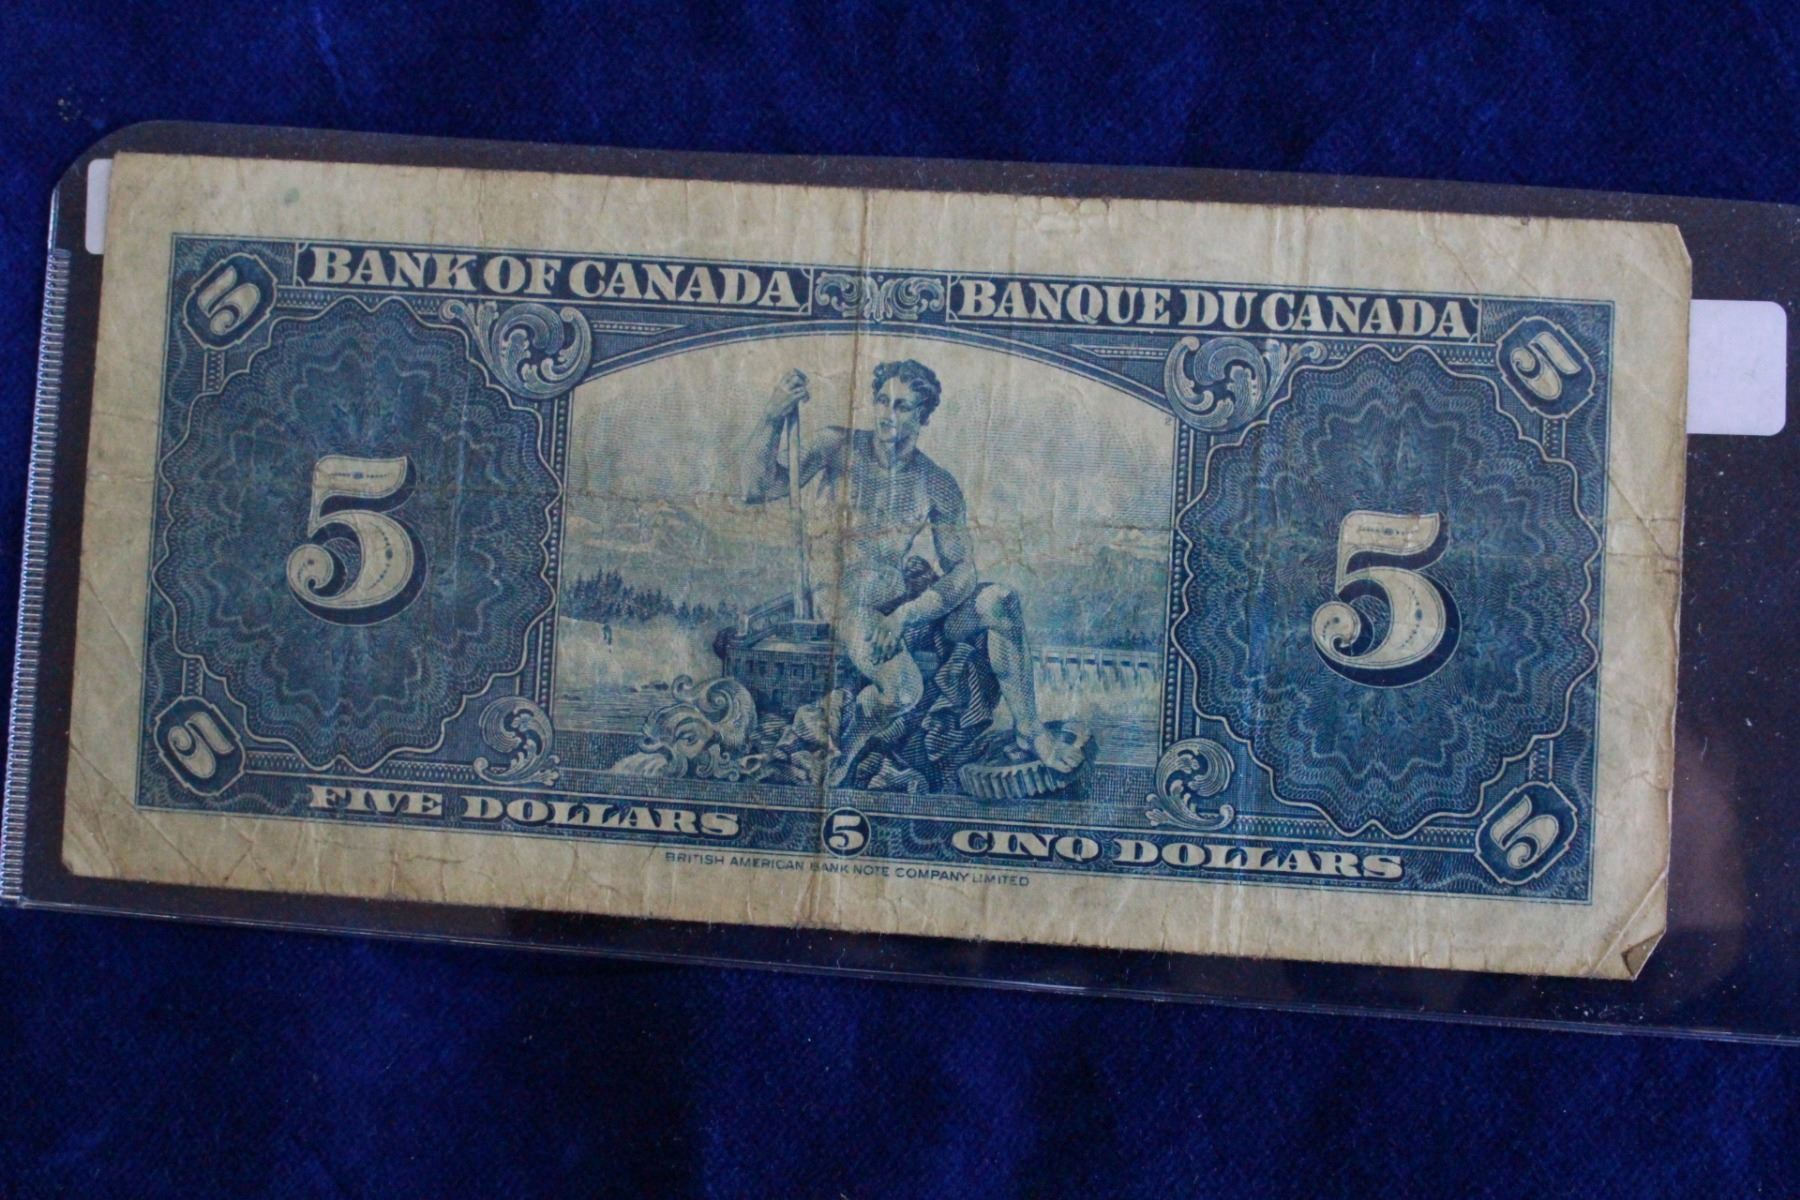 5 BANK OF CANADA BANQUE DU CANADA 5
5 5
5 FIVE DOLLARS 5 CINQ DOLLARS 5
BRITISH AMERICAN BANK NOTE COMPANY LIMITED